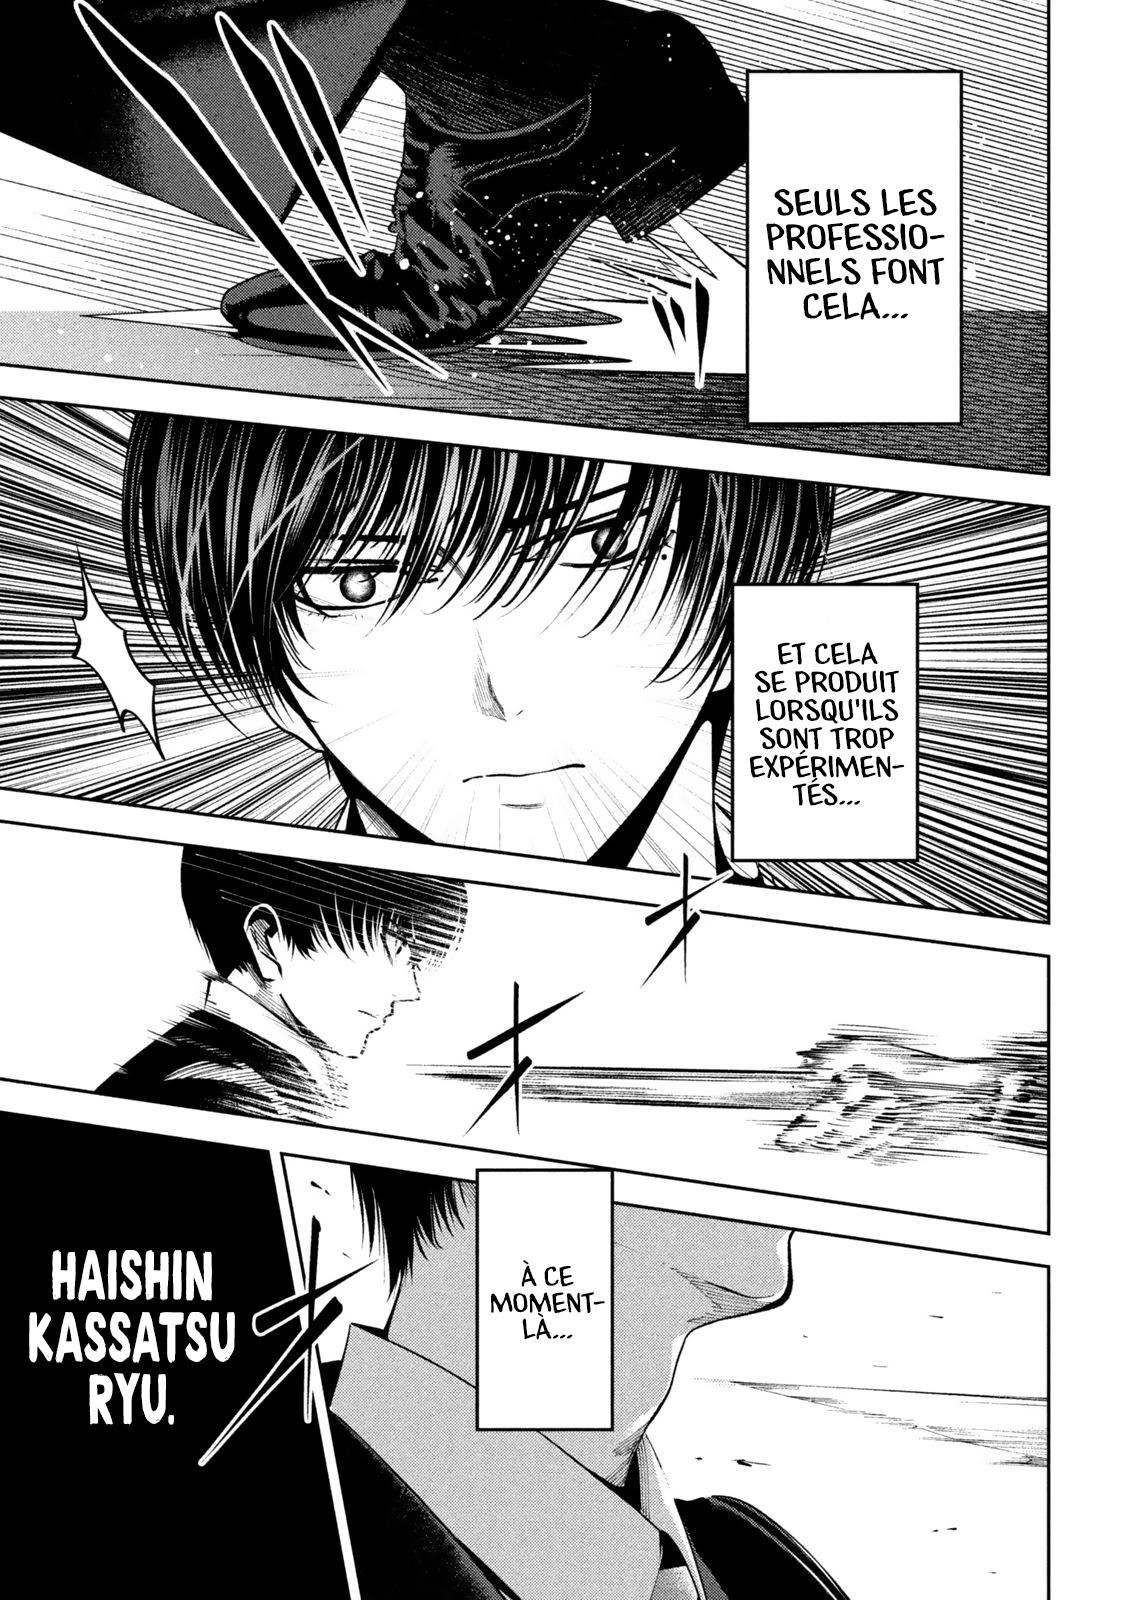 SEULS LES
PROFESSIO-
NNELS FONT
CELA...
ET CELA
SE PRODUIT
LORSQU'ILS
SONT TROP
EXPÉRIMEN-
TÉS...
À CE
MOMENT-
LÀ...
HAISHIN
KASSATSU
RYU.